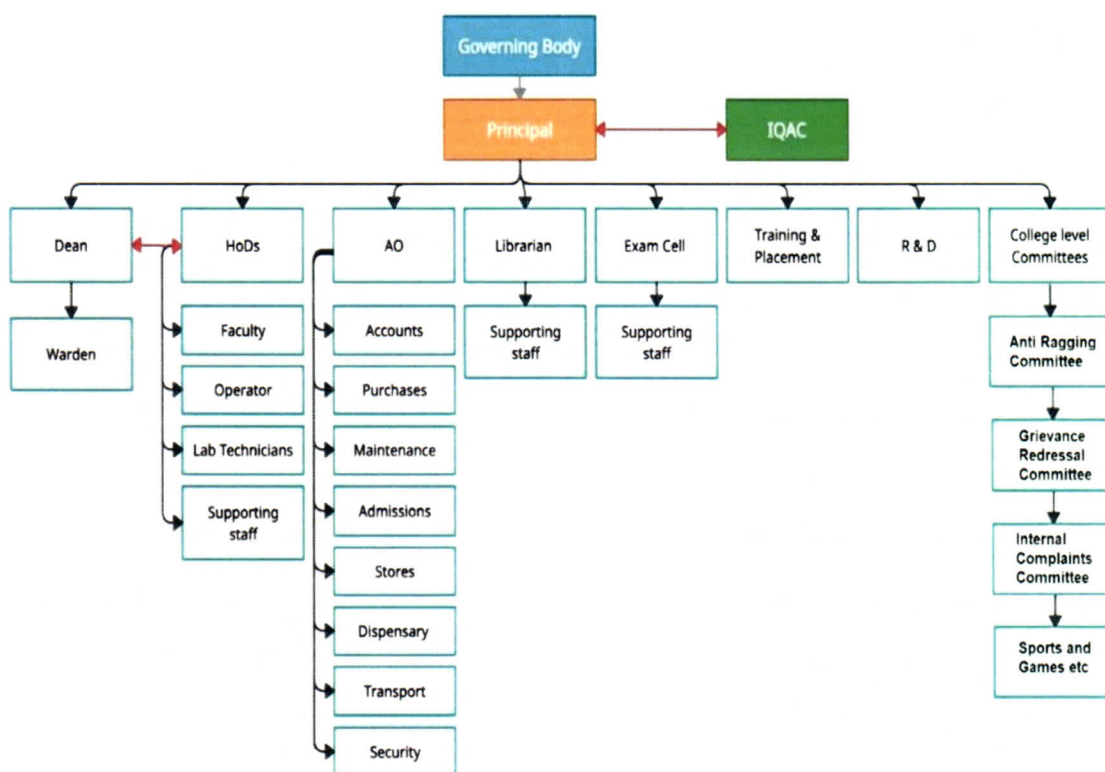 Governing Body
Principal
IQAC
Dean
HoDs
AO
Librarian
Exam Cell
Training &
Placement
R & D
College level
Committees
Warden
Faculty
Operator
Lab Technicians
Supporting
staff
Accounts
Purchases
Maintenance
Admissions
Stores
Dispensary
Transport
Security
Supporting
staff
Supporting
staff
Anti Ragging
Committee
Grievance
Redressal
Committee
Internal
Complaints
Committee
Sports and
Games etc